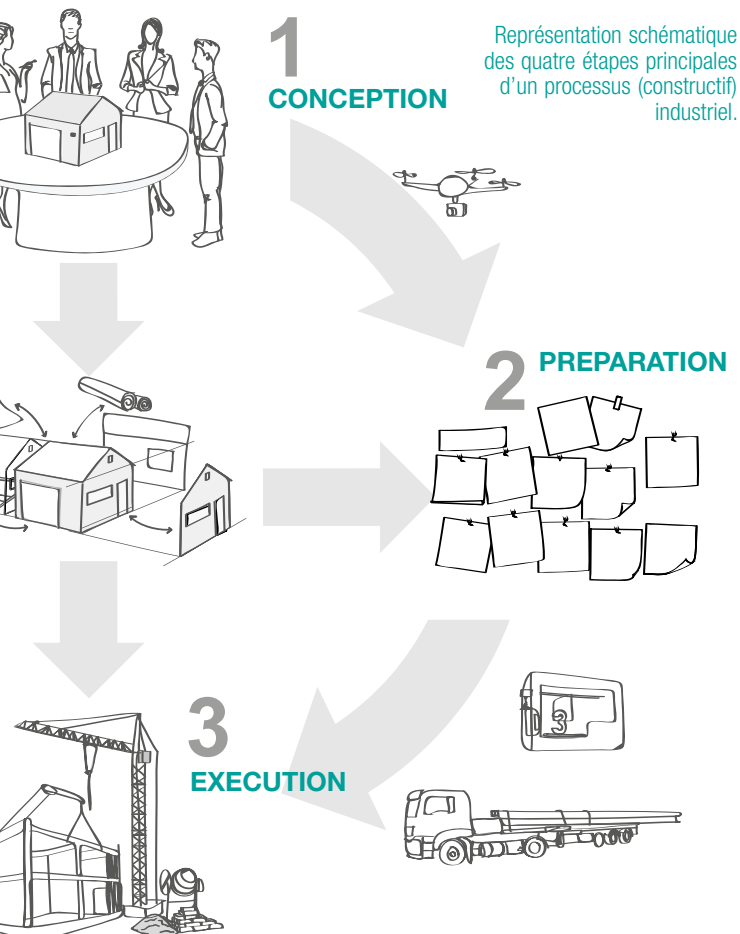 1
CONCEPTION
Représentation schématique
des quatre étapes principales
d'un processus (constructif)
industriel.
2
PREPARATION
3
EXECUTION
3